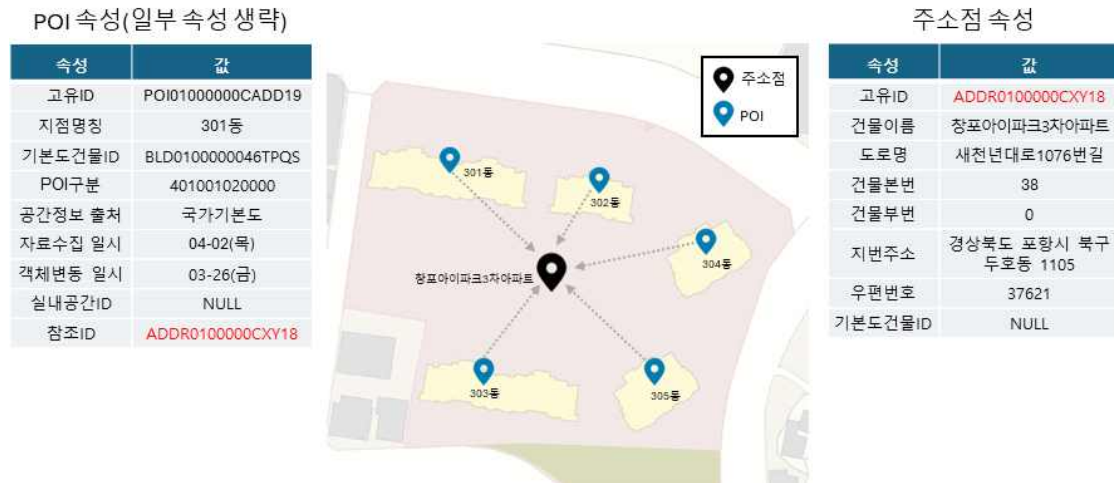 POI 속성(일부 속성 생략)
속성 값
고유ID POI01000000CADD19
지점명칭 301동
기본도건물ID BLD0100000046TPQS
POI구분 401001020000
공간정보 출처 국가기본도
자료수집 일시 04-02(목)
객체변동 일시 03-26(금)
실내공간ID NULL
참조ID ADDR0100000CXY18
주소점
POI
301동
302동
304동
창포아이파크3차아파트
303동
305동
주소점 속성
속성 값
고유ID ADDR0100000CXY18
건물이름 창포아이파크3차아파트
도로명 새천년대로1076번길
건물본번 38
건물부번 0
지번주소 경상북도 포항시 북구
두호동 1105
우편번호 37621
기본도건물ID NULL